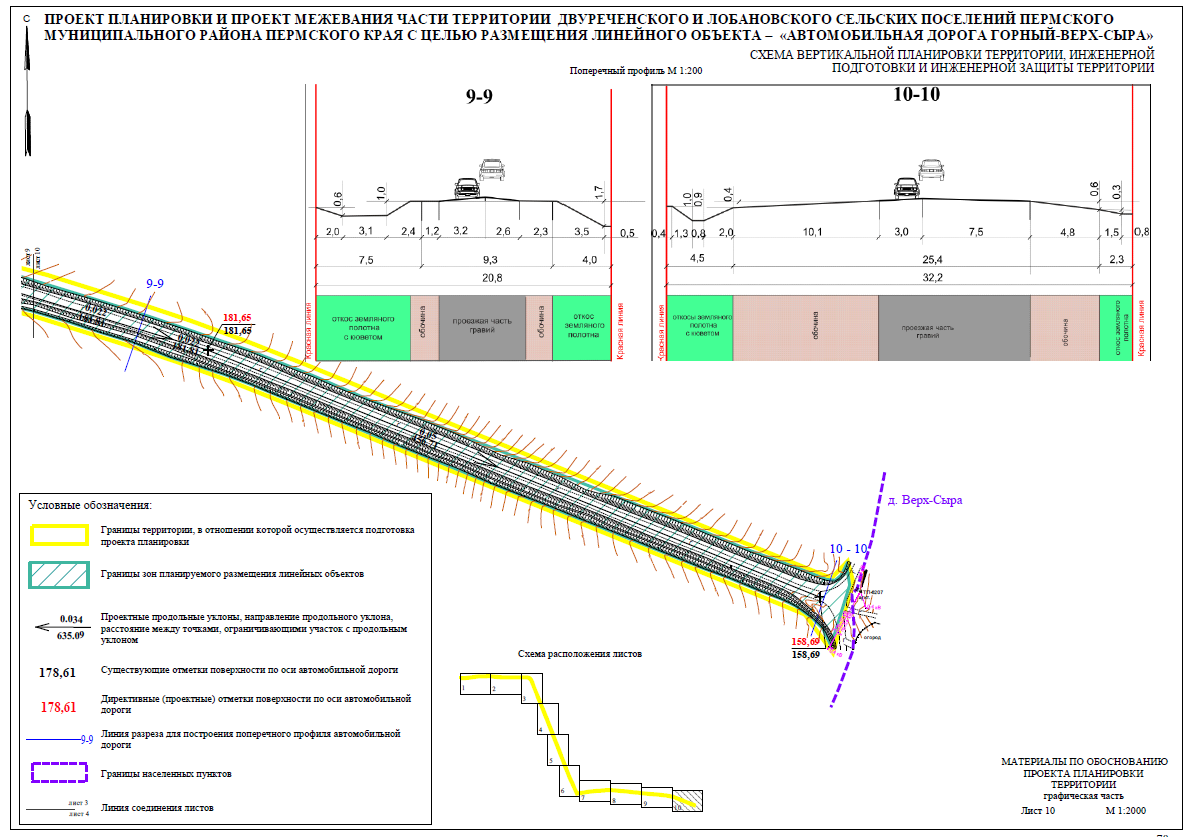 С
ПРОЕКТ ПЛАНИРОВКИ И ПРОЕКТ МЕЖЕВАНИЯ ЧАСТИ ТЕРРИТОРИИ ДВУРЕЧЕНСКОГО И ЛОБАНОВСКОГО СЕЛЬСКИХ ПОСЕЛЕНИЙ ПЕРМСКОГО
МУНИЦИПАЛЬНОГО РАЙОНА ПЕРМСКОГО КРАЯ С ЦЕЛЬЮ РАЗМЕЩЕНИЯ ЛИНЕЙНОГО ОБЪЕКТА – «АВТОМОБИЛЬНАЯ ДОРОГА ГОРНЫЙ-ВЕРХ-СЫРА»
СХЕМА ВЕРТИКАЛЬНОЙ ПЛАНИРОВКИ ТЕРРИТОРИИ, ИНЖЕНЕРНОЙ
ПОДГОТОВКИ И ИНЖЕНЕРНОЙ ЗАЩИТЫ ТЕРРИТОРИИ
Поперечный профиль М 1:200
9-9
0,6
1,0
1,7
2,0 3,1 2,4 1,2 3.2 2,6 2,3 3,5 0,5
7,5 9,3 4,0
20,8
Красная линия
откос земляного
полотна
с кюветом
обочина
проезжая часть
гравий
обочина
откос
земляного
полотна
Красная линия
10-10
1,0
0,9
0,4
0,6
0,3
0,4 1,3 0,8 2,0 10,1 3,0 7,5 4,8 1,5 0,8
4,5 25,4 2,3
32,2
Красная линия
откосы земляного
полотна
с кюветом
обочина
проезжая часть
гравий
обочина
откос земляного
полотна
Красная линия
лист 9
лист 10
9-9
181,65
181,65
д. Верх-Сыра
10 - 10
огород
158,69
158,69
Условные обозначения:
Границы территории, в отношении которой осуществляется подготовка
проекта планировки
Границы зон планируемого размещения линейных объектов
0.034
635.09
Проектные продольные уклоны, направление продольного уклона,
расстояние между точками, ограничивающими участок с продольным
уклоном
178,61
Существующие отметки поверхности по оси автомобильной дороги
178,61
Директивные (проектные) отметки поверхности по оси автомобильной
дороги
9-9
Линия разреза для построения поперечного профиля автомобильной
дороги
Границы населенных пунктов
лист 3
лист 4
Линия соединения листов
Схема расположения листов
1
2
3
4
5
6
7
8
9
10
МАТЕРИАЛЫ ПО ОБОСНОВАНИЮ
ПРОЕКТА ПЛАНИРОВКИ
ТЕРРИТОРИИ
графическая часть
Лист 10 М 1:2000